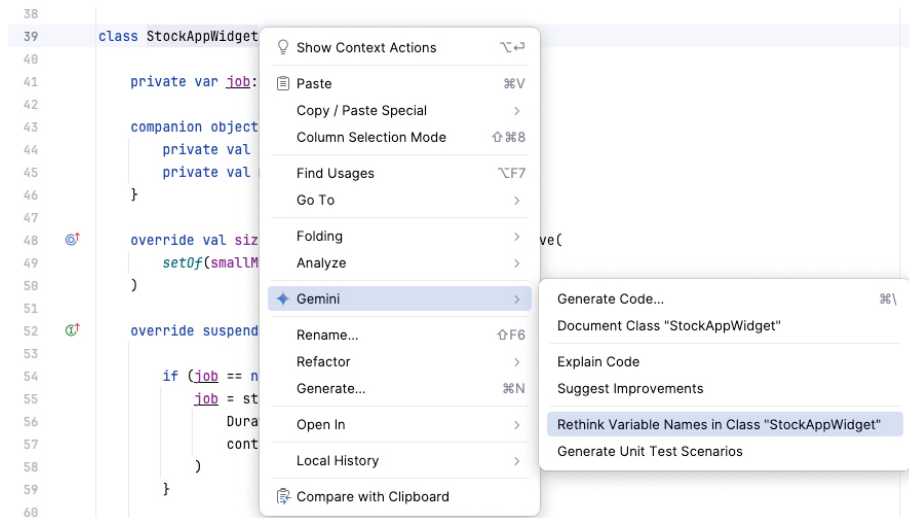 38
39 class StockAppWidget
40
41 private var job:
42
43 companion object
44 private val
45 private val
46 }
47
48 override val siz ve(
49 setOf(smallM
50 )
51
52 override suspend
53
54 if (job == n
55 job = st
56 Dura
57 cont
58 )
59 }
60
Show Context Actions ⌥⏎
Paste ⌘V
Copy / Paste Special >
Column Selection Mode ⇧⌘8
Find Usages ⌥F7
Go To >
Folding >
Analyze >
Gemini >
Rename... ⇧F6
Refactor >
Generate... ⌘N
Open In >
Local History >
Compare with Clipboard
Generate Code... ⌘\
Document Class "StockAppWidget"
Explain Code
Suggest Improvements
Rethink Variable Names in Class "StockAppWidget"
Generate Unit Test Scenarios